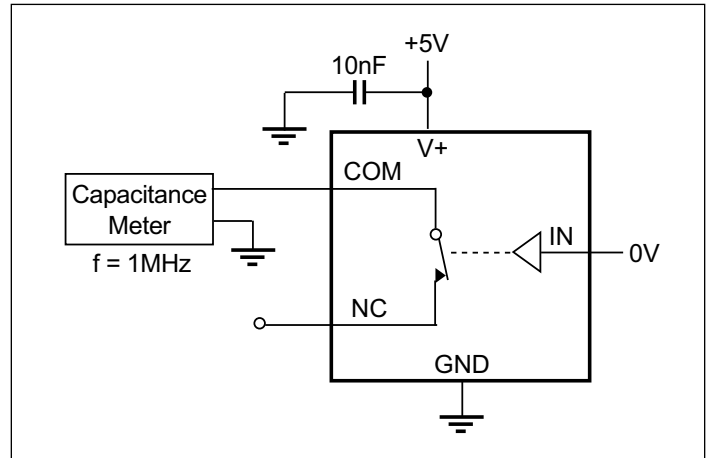 +5V
10nF
V+
COM
Capacitance
Meter
IN
0V
f = 1MHz
NC
GND